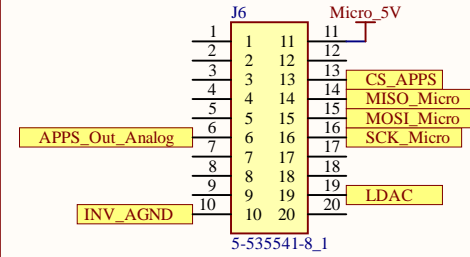 J6
Micro_5V
1 1 11 11
2 2 12 12
3 3 13 13 CS_APPS
4 4 14 14 MISO_Micro
5 5 15 15 MOSI_Micro
APPS_Out_Analog 6 6 16 16 SCK_Micro
7 7 17 17
8 8 18 18
9 9 19 19 LDAC
INV_AGND 10 10 20 20
5-535541-8_1